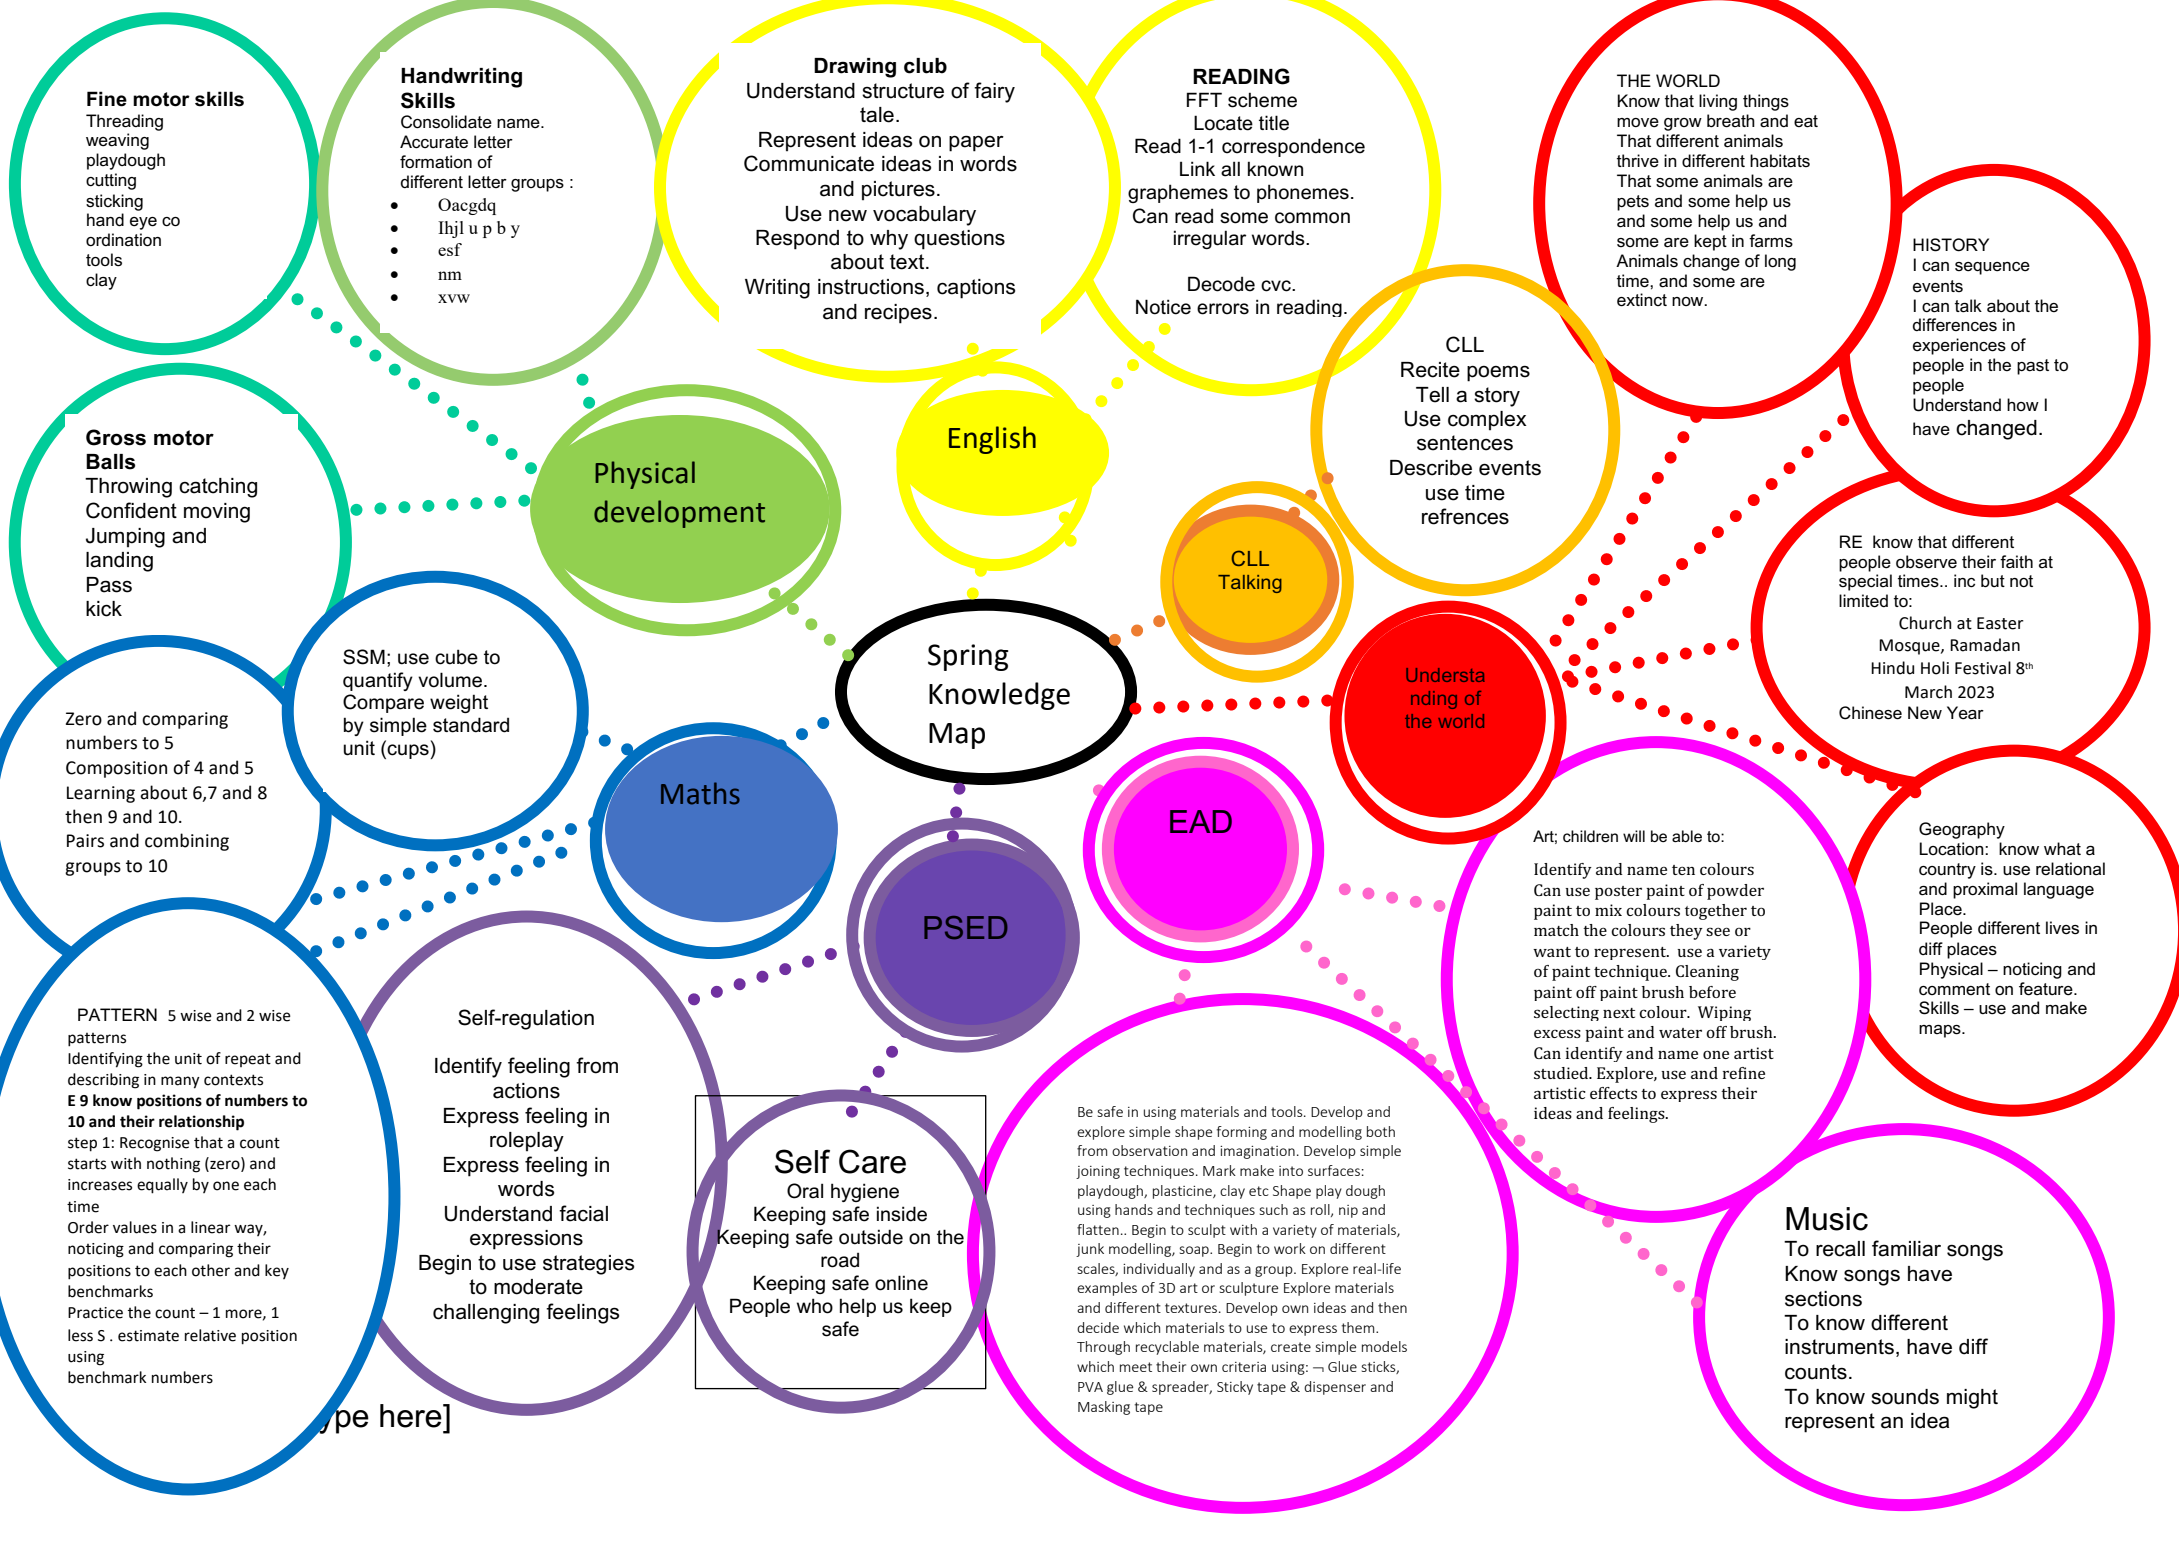 Fine motor skills
Threading
weaving
playdough
cutting
sticking
hand eye co
ordination
tools
clay
Handwriting
Skills
Consolidate name.
Accurate letter
formation of
different letter groups :
• Oacgdq
• Ihjl u p b y
• esf
• nm
• xvw
Drawing club
Understand structure of fairy
tale.
Represent ideas on paper
Communicate ideas in words
and pictures.
Use new vocabulary
Respond to why questions
about text.
Writing instructions, captions
and recipes.
READING
FFT scheme
Locate title
Read 1-1 correspondence
Link all known
graphemes to phonemes.
Can read some common
irregular words.
Decode cvc.
Notice errors in reading.
THE WORLD
Know that living things
move grow breath and eat
That different animals
thrive in different habitats
That some animals are
pets and some help us
and some help us and
some are kept in farms
Animals change of long
time, and some are
extinct now.
HISTORY
I can sequence
events
I can talk about the
differences in
experiences of
people in the past to
people
Understand how I
have changed.
CLL
Recite poems
Tell a story
Use complex
sentences
Describe events
use time
refrences
Gross motor
Balls
Throwing catching
Confident moving
Jumping and
landing
Pass
kick
Physical
development
English
CLL
Talking
RE know that different
people observe their faith at
special times.. inc but not
limited to:
Church at Easter
Mosque, Ramadan
Hindu Holi Festival 8th
March 2023
Chinese New Year
SSM; use cube to
quantify volume.
Compare weight
by simple standard
unit (cups)
Spring
Knowledge
Map
Understa
nding of
the world
Zero and comparing
numbers to 5
Composition of 4 and 5
Learning about 6,7 and 8
then 9 and 10.
Pairs and combining
groups to 10
Maths
EAD
PSED
Art; children will be able to:
Identify and name ten colours
Can use poster paint of powder
paint to mix colours together to
match the colours they see or
want to represent. use a variety
of paint technique. Cleaning
paint off paint brush before
selecting next colour. Wiping
excess paint and water off brush.
Can identify and name one artist
studied. Explore, use and refine
artistic effects to express their
ideas and feelings.
Geography
Location: know what a
country is. use relational
and proximal language
Place.
People different lives in
diff places
Physical – noticing and
comment on feature.
Skills – use and make
maps.
PATTERN 5 wise and 2 wise
patterns
Identifying the unit of repeat and
describing in many contexts
E 9 know positions of numbers to
10 and their relationship
step 1: Recognise that a count
starts with nothing (zero) and
increases equally by one each
time
Order values in a linear way,
noticing and comparing their
positions to each other and key
benchmarks
Practice the count – 1 more, 1
less S . estimate relative position
using
benchmark numbers
Self-regulation
Identify feeling from
actions
Express feeling in
roleplay
Express feeling in
words
Understand facial
expressions
Begin to use strategies
to moderate
challenging feelings
Self Care
Oral hygiene
Keeping safe inside
Keeping safe outside on the
road
Keeping safe online
People who help us keep
safe
Be safe in using materials and tools. Develop and
explore simple shape forming and modelling both
from observation and imagination. Develop simple
joining techniques. Mark make into surfaces:
playdough, plasticine, clay etc Shape play dough
using hands and techniques such as roll, nip and
flatten.. Begin to sculpt with a variety of materials,
junk modelling, soap. Begin to work on different
scales, individually and as a group. Explore real-life
examples of 3D art or sculpture Explore materials
and different textures. Develop own ideas and then
decide which materials to use to express them.
Through recyclable materials, create simple models
which meet their own criteria using: ¬ Glue sticks,
PVA glue & spreader, Sticky tape & dispenser and
Masking tape
Music
To recall familiar songs
Know songs have
sections
To know different
instruments, have diff
counts.
To know sounds might
represent an idea
ype here]